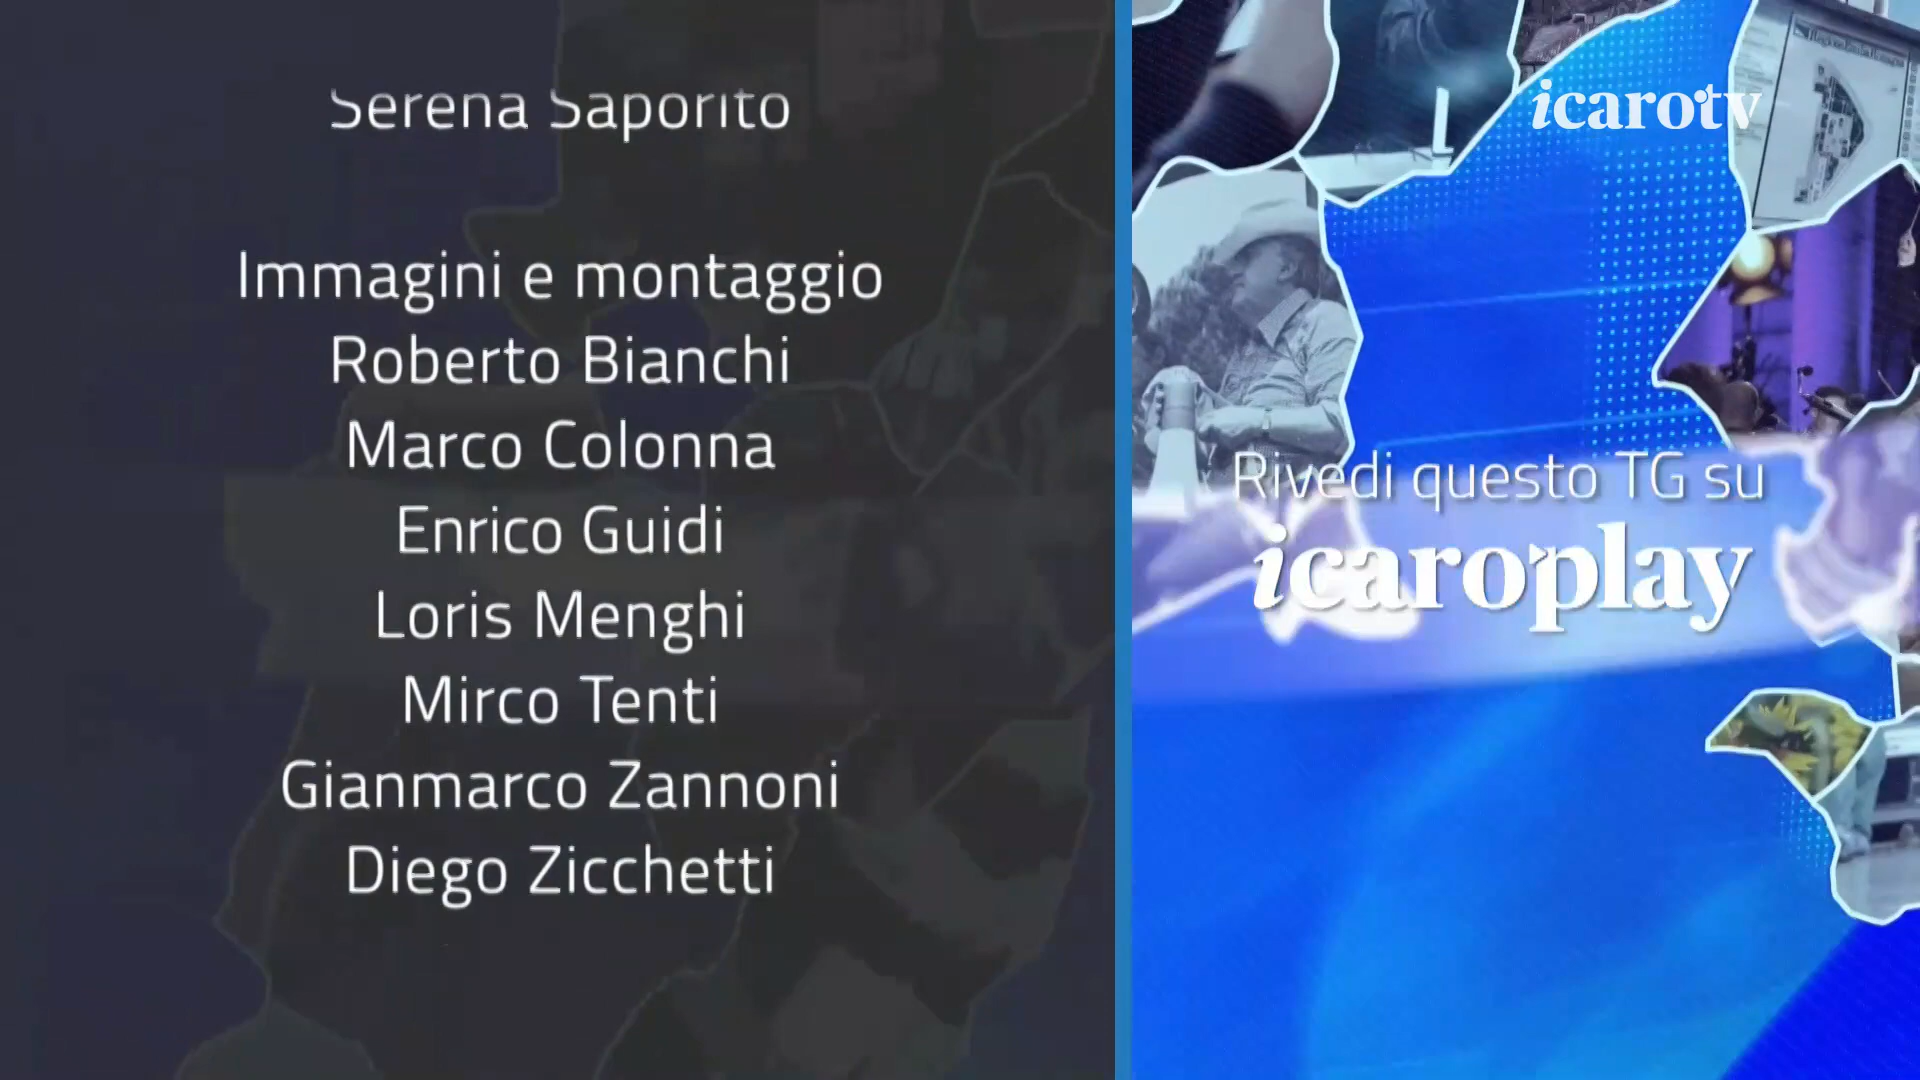 Serena Saporito
Immagini e montaggio
Roberto Bianchi
Marco Colonna
Enrico Guidi
Loris Menghi
Mirco Tenti
Gianmarco Zannoni
Diego Zicchetti
icarotv
Rivedi questo TG su
icaroplay